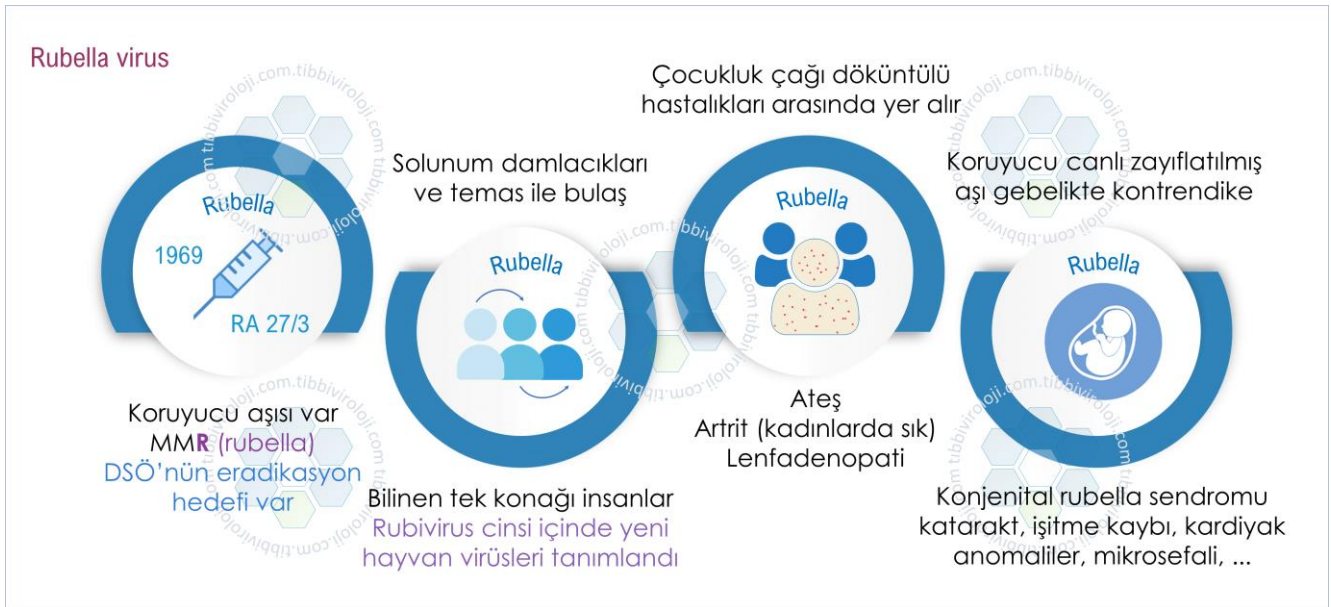 Rubella virus
Rubella
1969
RA 27/3
Koruyucu aşısı var
MMR (rubella)
DSÖ'nün eradikasyon
hedefi var
Solunum damlacıkları
ve temas ile bulaş
Rubella
Bilinen tek konağı insanlar
Rubivirus cinsi içinde yeni
hayvan virüsleri tanımlandı
Çocukluk çağı döküntülü
hastalıkları arasında yer alır
Rubella
Ateş
Artrit (kadınlarda sık)
Lenfadenopati
Koruyucu canlı zayıflatılmış
aşı gebelikte kontrendike
Rubella
Konjenital rubella sendromu
katarakt, işitme kaybı, kardiyak
anomaliler, mikrosefali, ...